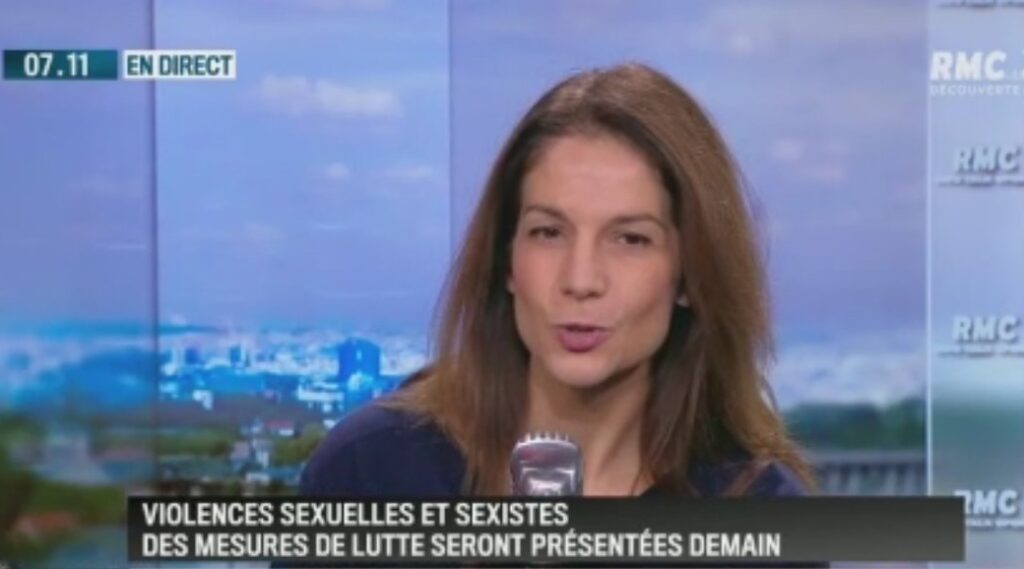 07.11 EN DIRECT
RMC
DÉCOUVERTE
RMC
RMC
RMC
VIOLENCES SEXUELLES ET SEXISTES
DES MESURES DE LUTTE SERONT PRÉSENTÉES DEMAIN